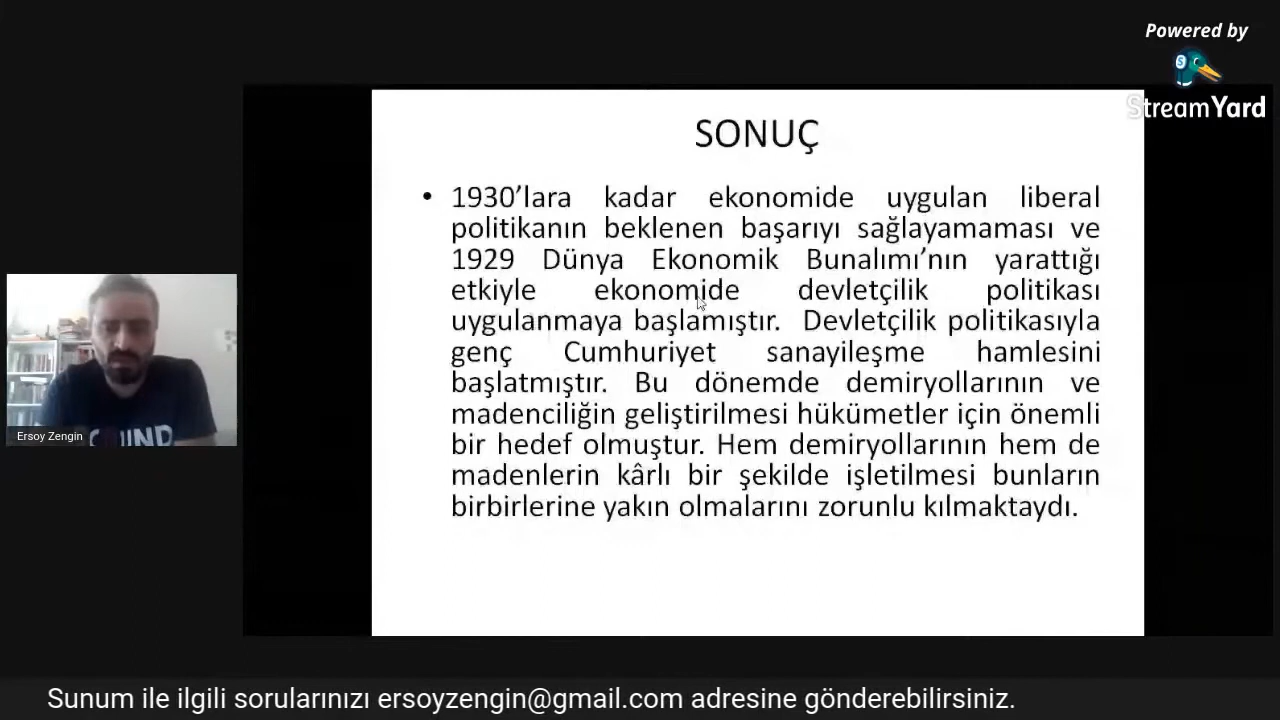 Powered by
StreamYard
SONUÇ
• 1930’lara kadar ekonomide uygulan liberal
politikanın beklenen başarıyı sağlayamaması ve
1929 Dünya Ekonomik Bunalımı’nın yarattığı
etkiyle ekonomide devletçilik politikası
uygulanmaya başlamıştır. Devletçilik politikasıyla
genç Cumhuriyet sanayileşme hamlesini
başlatmıştır. Bu dönemde demiryollarının ve
madenciliğin geliştirilmesi hükümetler için önemli
bir hedef olmuştur. Hem demiryollarının hem de
madenlerin kârlı bir şekilde işletilmesi bunların
birbirlerine yakın olmalarını zorunlu kılmaktaydı.
Ersoy Zengin
Sunum ile ilgili sorularınızı ersoyzengin@gmail.com adresine gönderebilirsiniz.